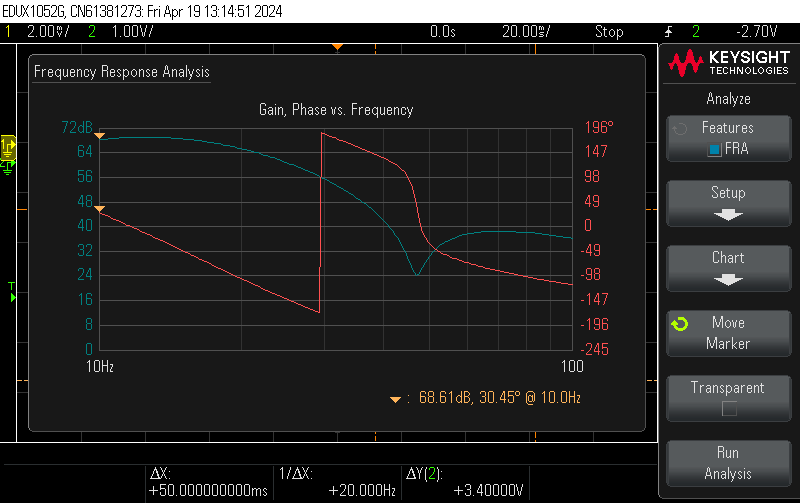 EDUX1052G, CN61381273: Fri Apr 19 13:14:51 2024
1 2.00V/ 2 1.00V/ 0.0s 20.00ms/ Stop 2 -2.70V
Frequency Response Analysis
Gain, Phase vs. Frequency
72dB 196°
64 147
56 98
48 49
40 0
32 -49
24 -98
16 -147
8 -196
0 -245
10Hz 100
: 68.61dB, 30.45° @ 10.0Hz
1
2
T
KEYSIGHT
TECHNOLOGIES
Analyze
Features
FRA
Setup
Chart
Move
Marker
Transparent
Run
Analysis
ΔX: 1/ΔX: ΔY(2):
+50.000000000ms +20.000Hz +3.40000V